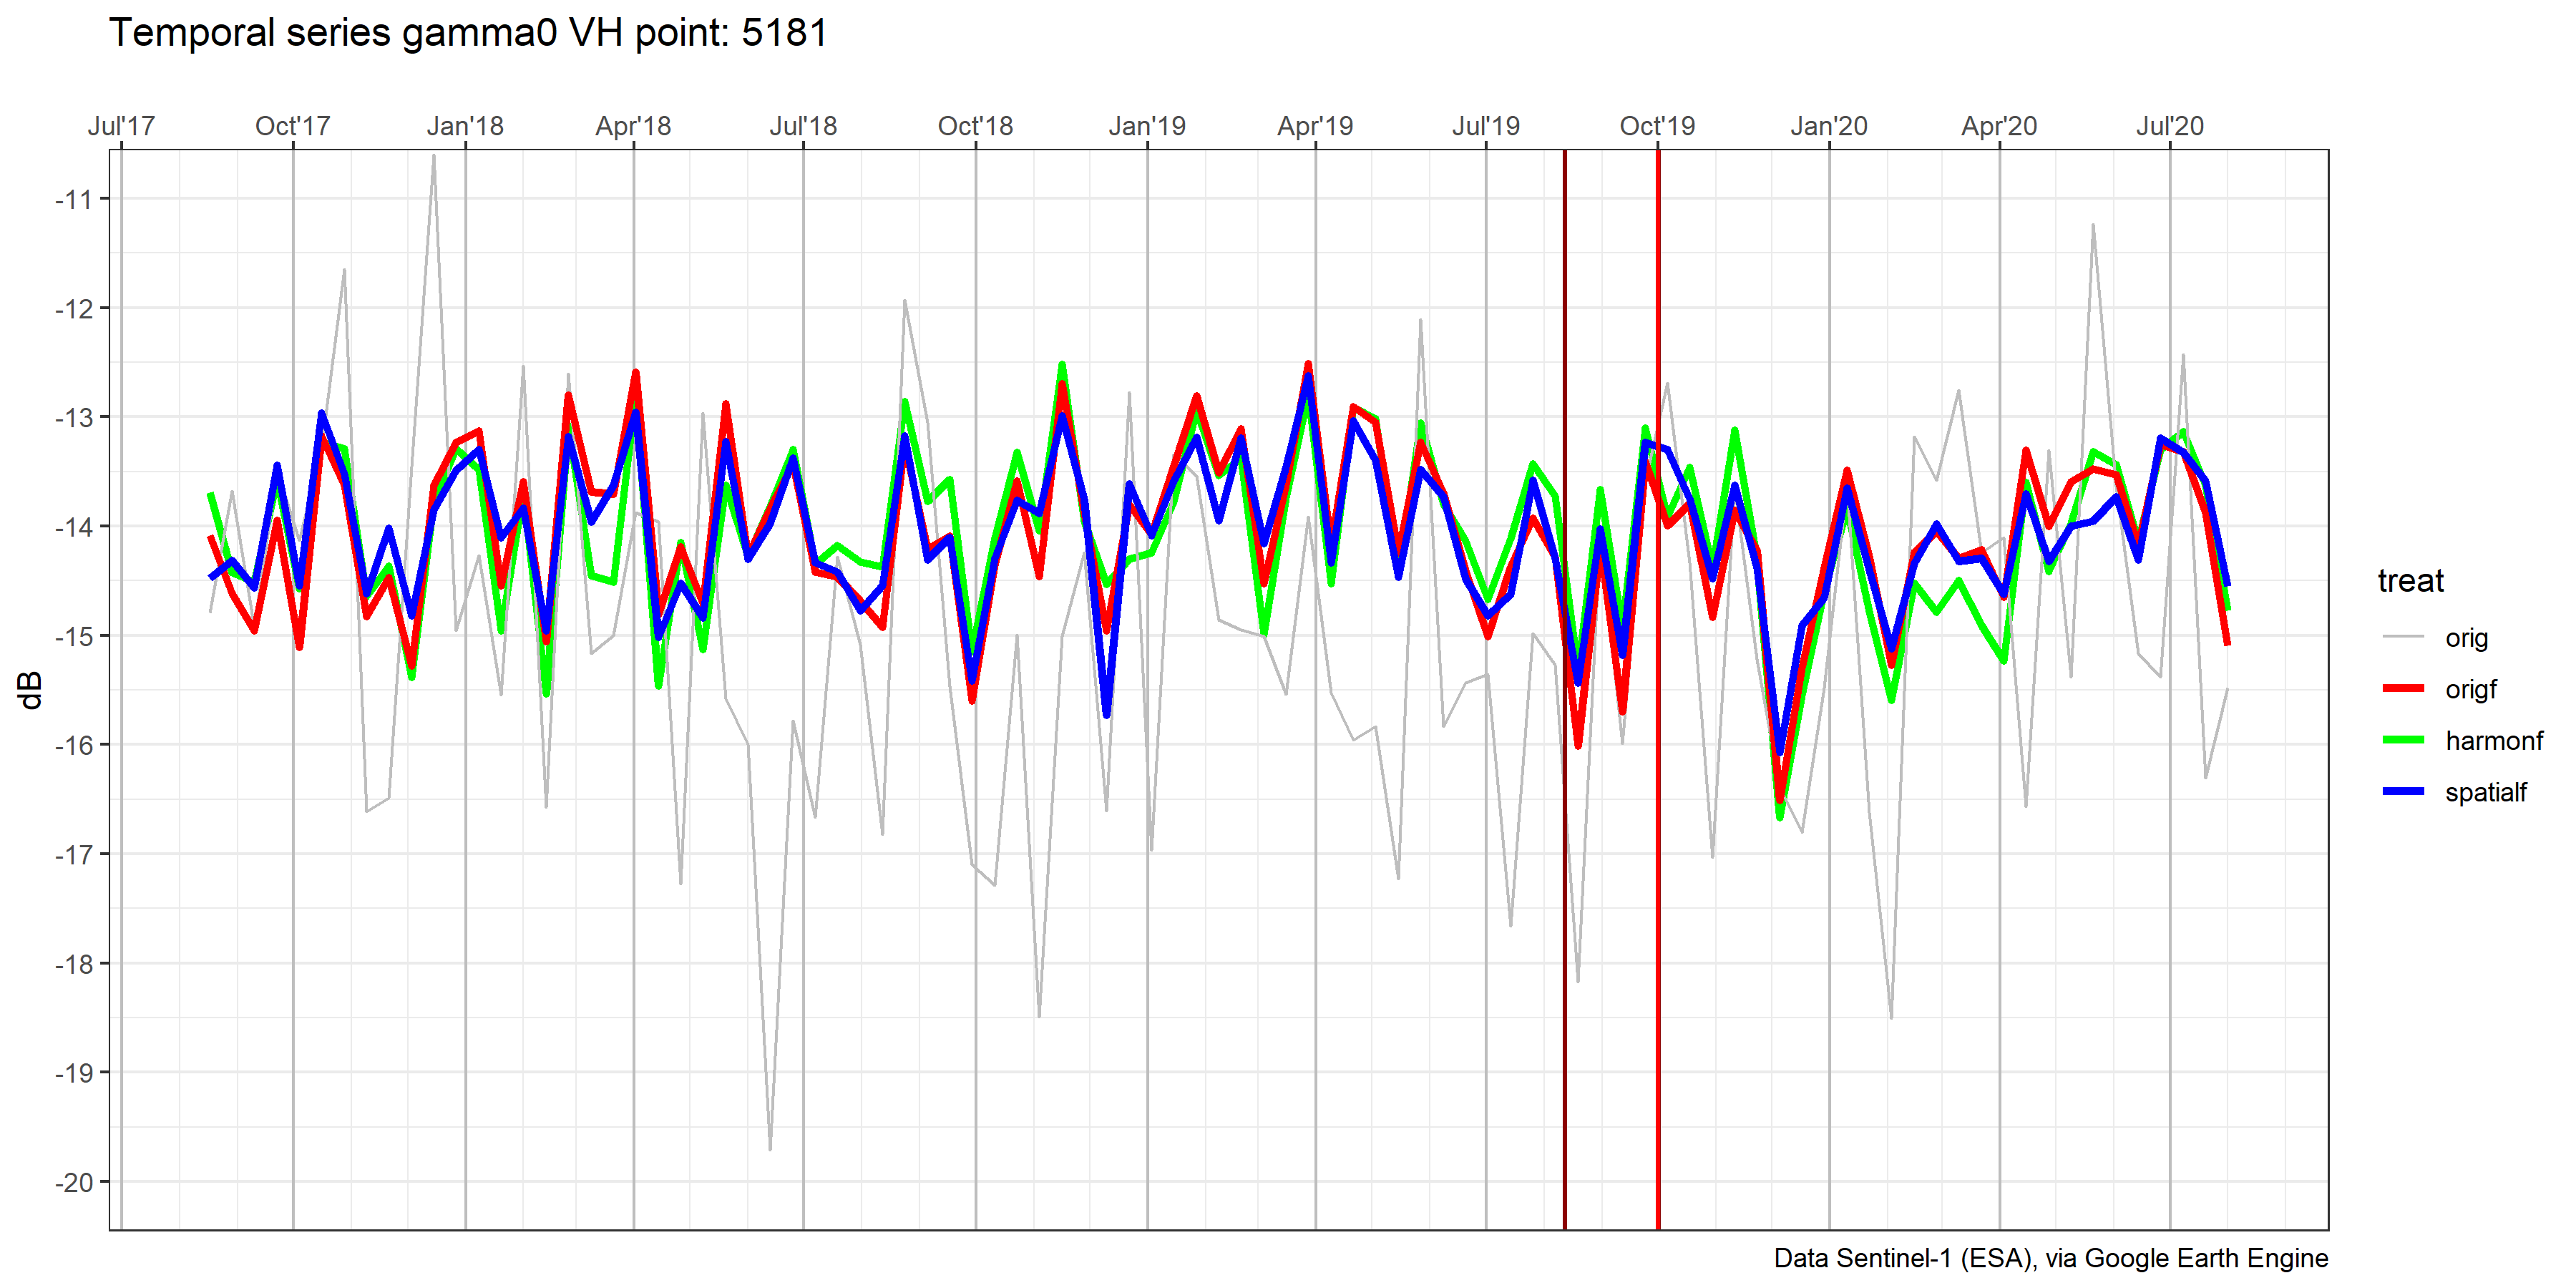 Temporal series gamma0 VH point: 5181
Jul'17 Oct'17 Jan'18 Apr'18 Jul'18 Oct'18 Jan'19 Apr'19 Jul'19 Oct'19 Jan'20 Apr'20 Jul'20
-11
-12
-13
-14
-15
-16
-17
-18
-19
-20
dB
treat
orig
origf
harmonf
spatialf
Data Sentinel-1 (ESA), via Google Earth Engine